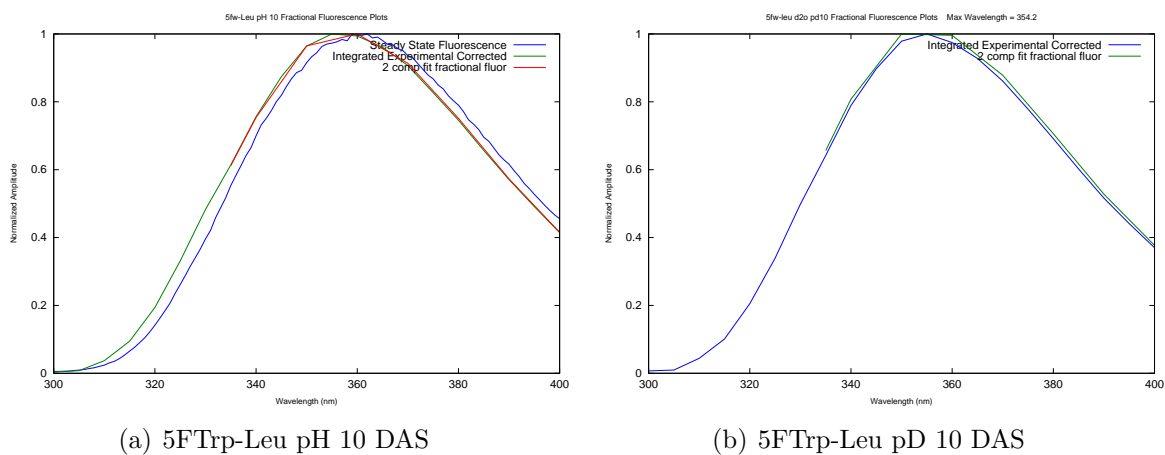 5fw-Leu pH 10 Fractional Fluorescence Plots
1
0.8
0.6
0.4
0.2
0
Normalized Amplitude
Steady State Fluorescence
Integrated Experimental Corrected
2 comp fit fractional fluor
300
320
340
360
380
400
Wavelength (nm)
(a) 5FTrp-Leu pH 10 DAS
5fw-leu d2o pd10 Fractional Fluorescence Plots Max Wavelength = 354.2
1
0.8
0.6
0.4
0.2
0
Normalized Amplitude
Integrated Experimental Corrected
2 comp fit fractional fluor
300
320
340
360
380
400
Wavelength (nm)
(b) 5FTrp-Leu pD 10 DAS